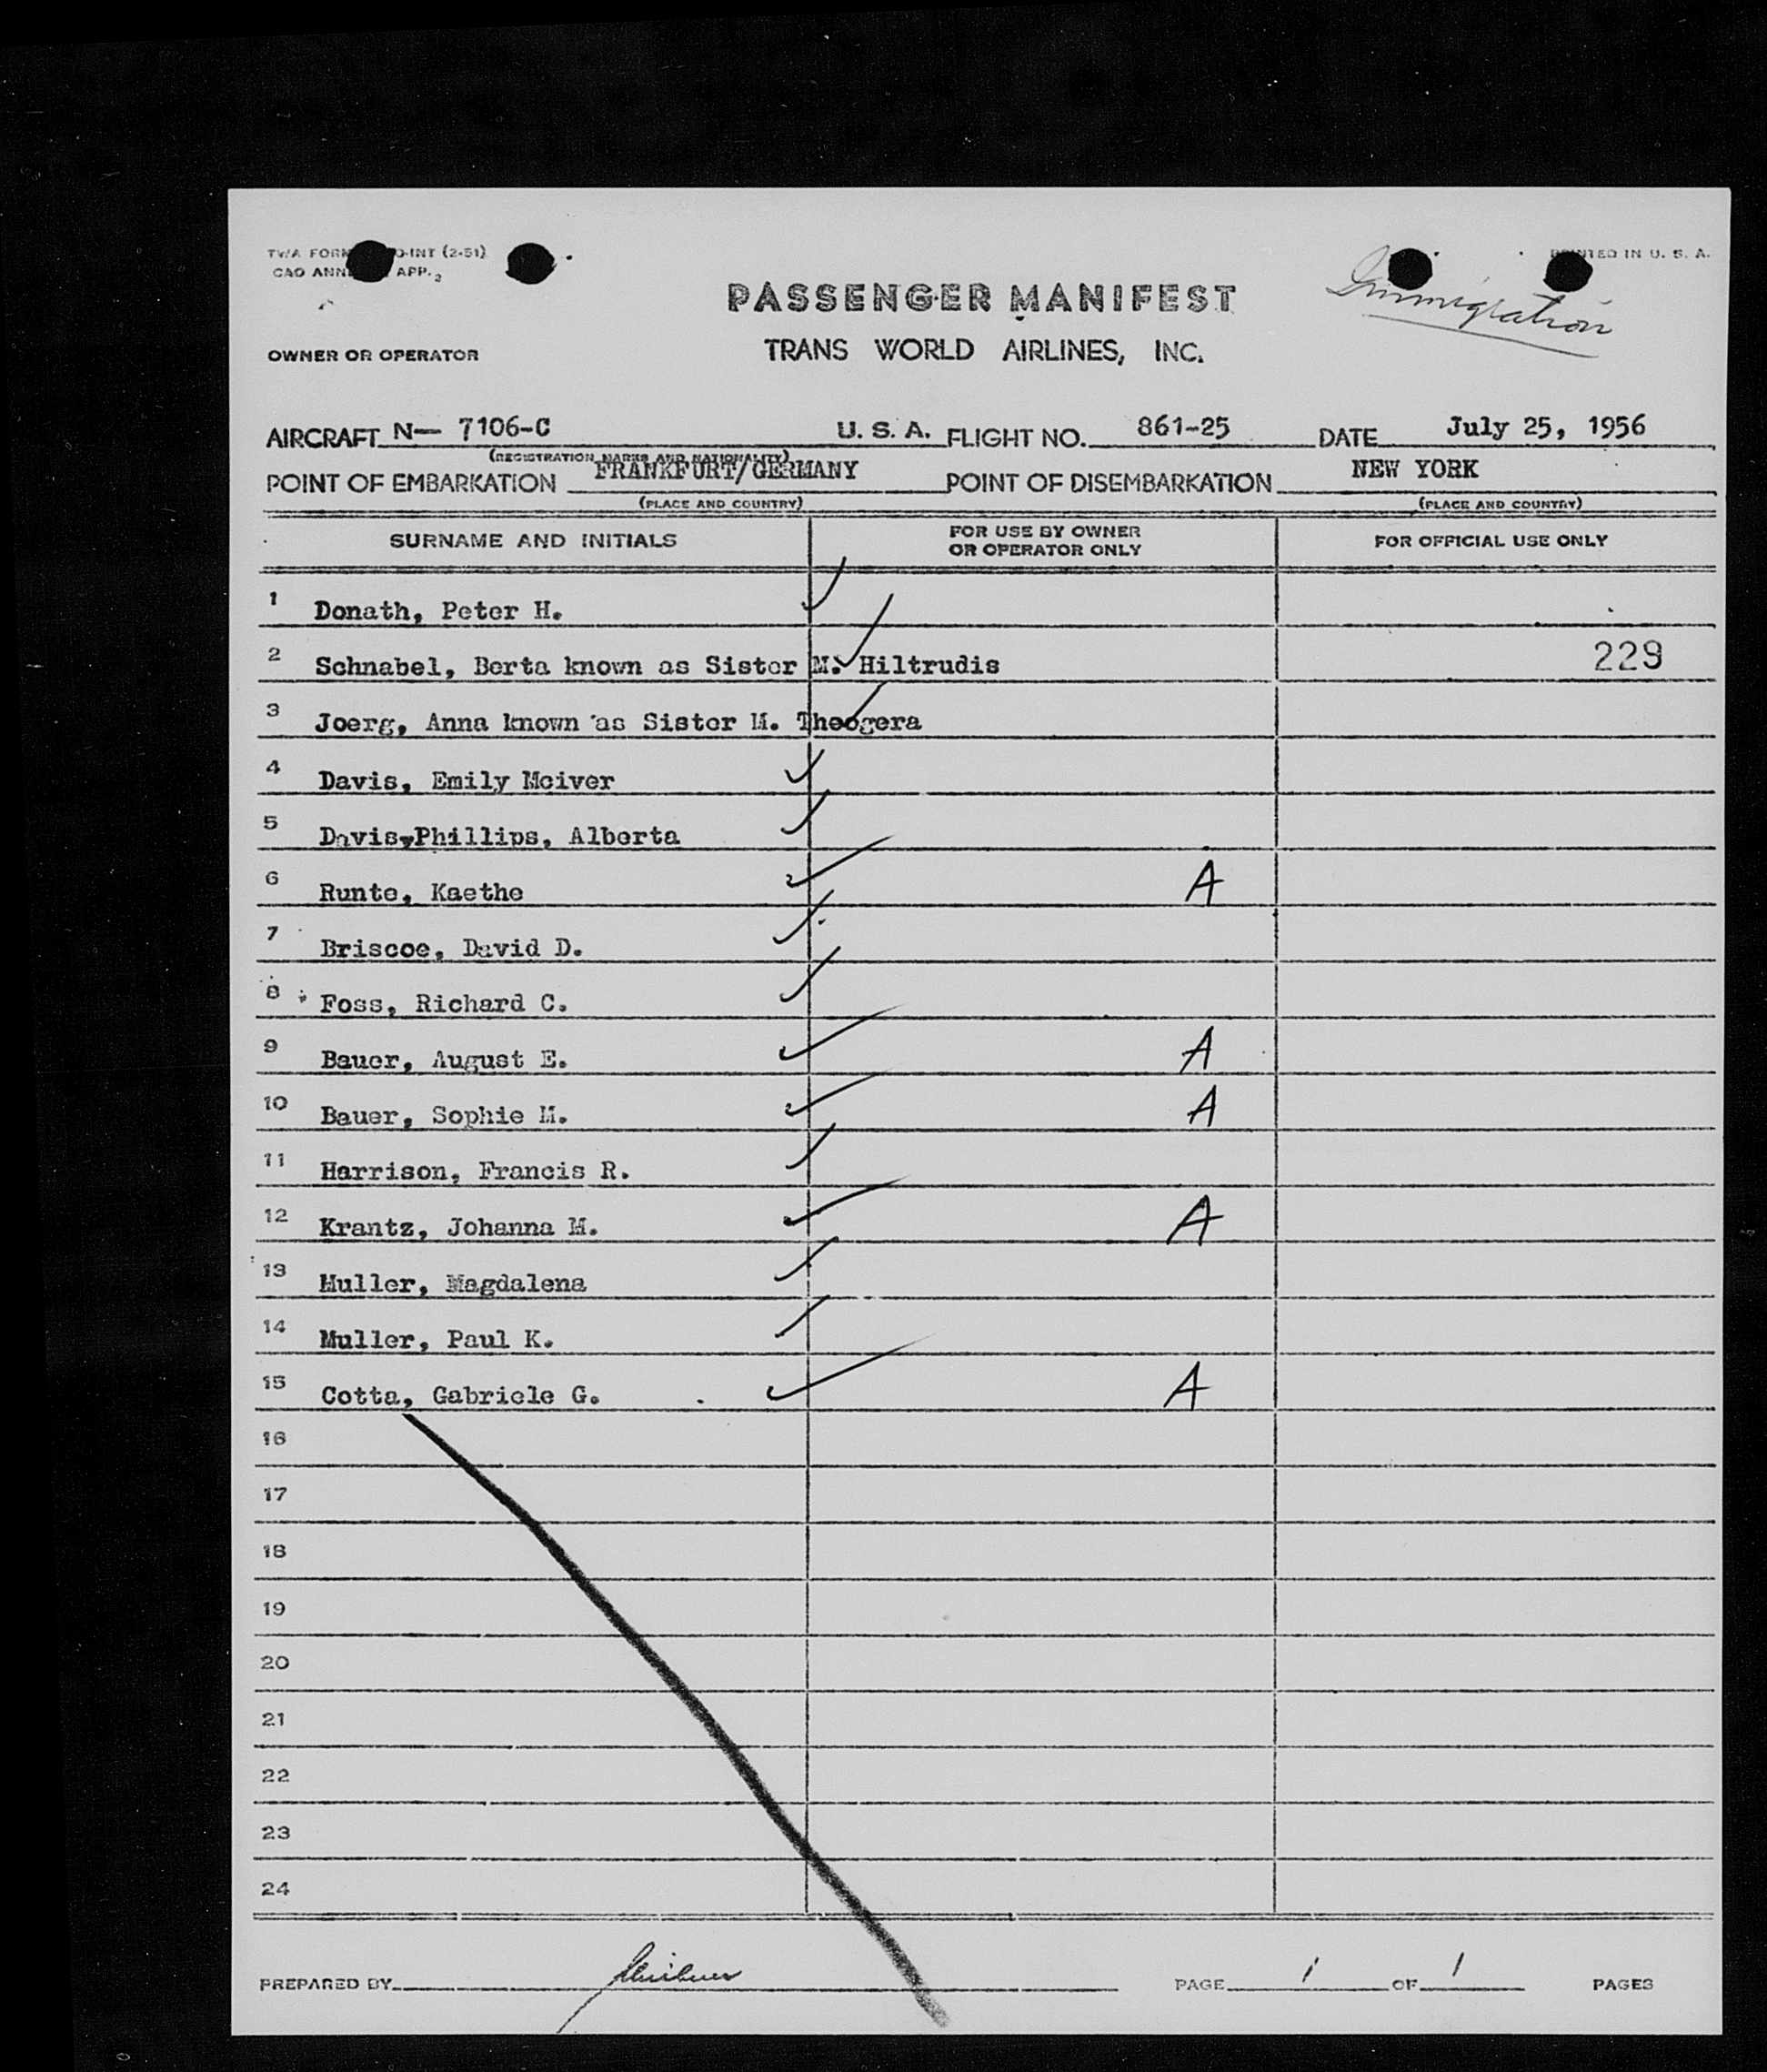 TWA FORM INT (2-51) PRINTED IN U. S. A.
CAO ANN APP. 2
Immigration
PASSENGER MANIFEST
OWNER OR OPERATOR TRANS WORLD AIRLINES, INC.
AIRCRAFT N— 7106-C U. S. A. FLIGHT NO. 861-25 DATE July 25, 1956
(REGISTRATION MARKS AND NATIONALITY)
POINT OF EMBARKATION FRANKFURT/GERMANY POINT OF DISEMBARKATION NEW YORK
(PLACE AND COUNTRY) (PLACE AND COUNTRY)
SURNAME AND INITIALS FOR USE BY OWNER OR OPERATOR ONLY FOR OFFICIAL USE ONLY
1 Donath, Peter H.
2 Schnabel, Berta known as Sister M. Hiltrudis 229
3 Joerg, Anna known as Sister M. Theogera
4 Davis, Emily Mciver
5 Davis,Phillips, Alberta
6 Runte, Kaethe A
7 Briscoe, David D.
8 Foss, Richard C.
9 Bauer, August E. A
10 Bauer, Sophie M. A
11 Harrison, Francis R.
12 Krantz, Johanna M. A
13 Muller, Magdalena
14 Muller, Paul K.
15 Cotta, Gabriele G. A
16
17
18
19
20
21
22
23
24
PREPARED BY PAGE 1 OF 1 PAGES